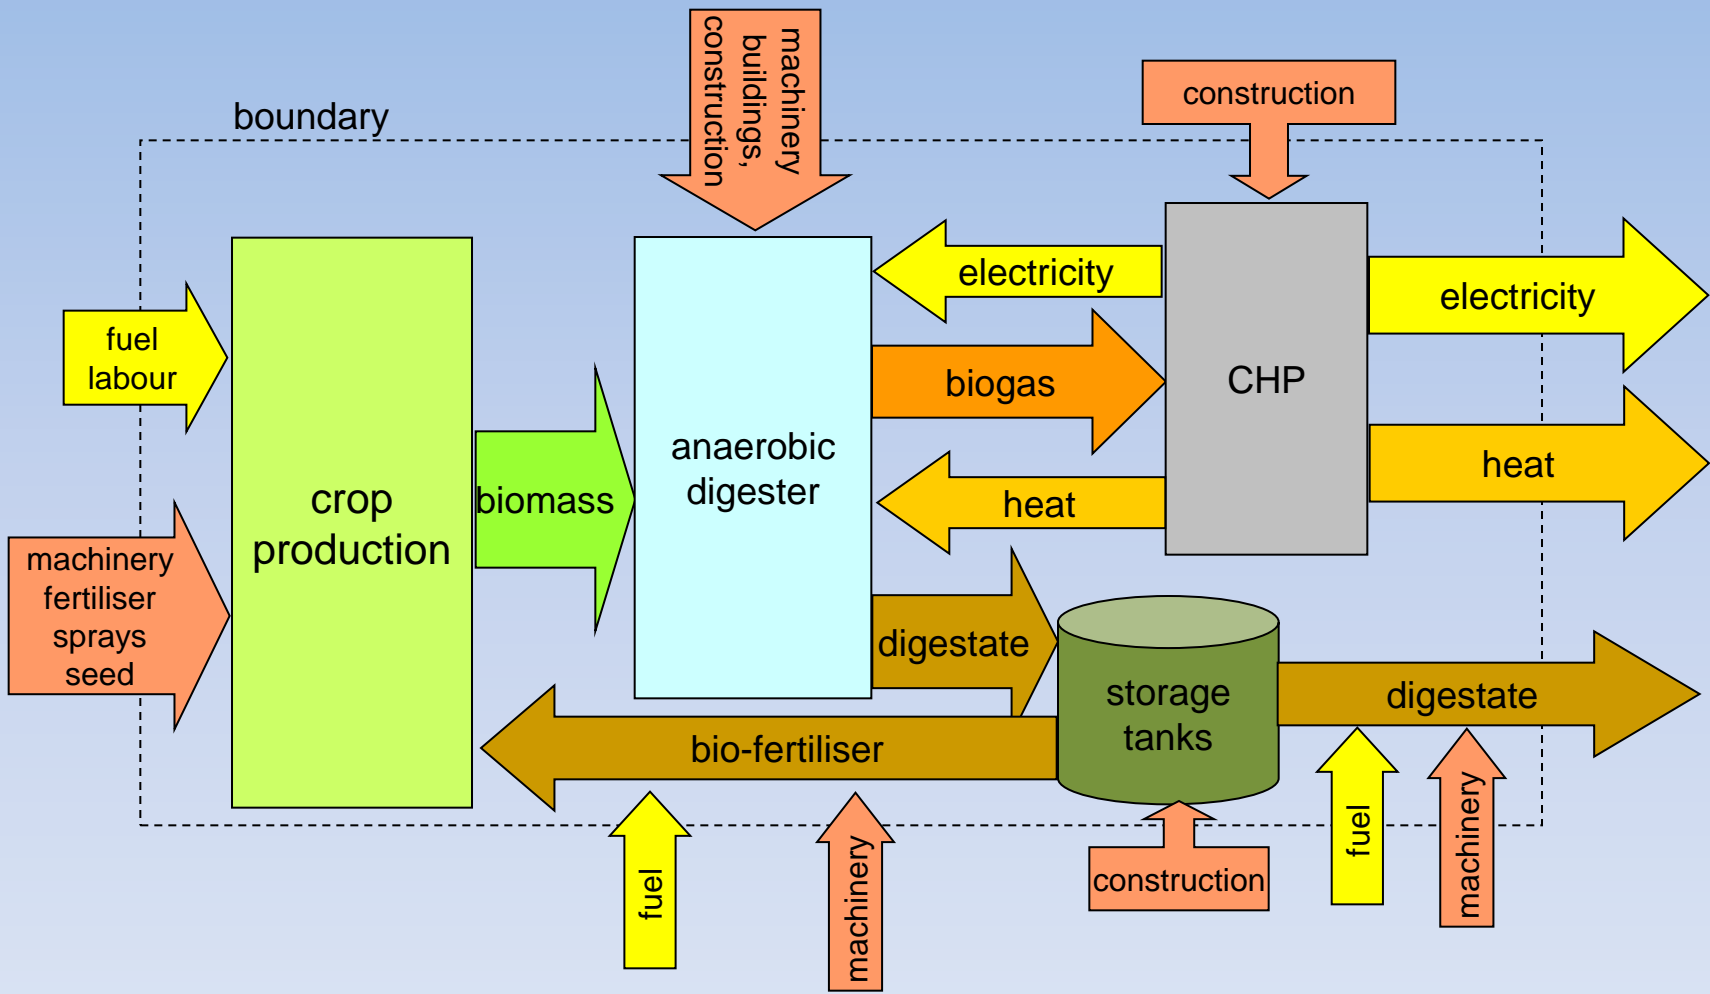 machinery
buildings,
construction
construction
boundary
electricity
electricity
fuel
labour
biogas
CHP
anaerobic
digester
heat
heat
crop
production
biomass
machinery
fertiliser
sprays
seed
digestate
storage
tanks
digestate
bio-fertiliser
fuel
machinery
construction
fuel
machinery